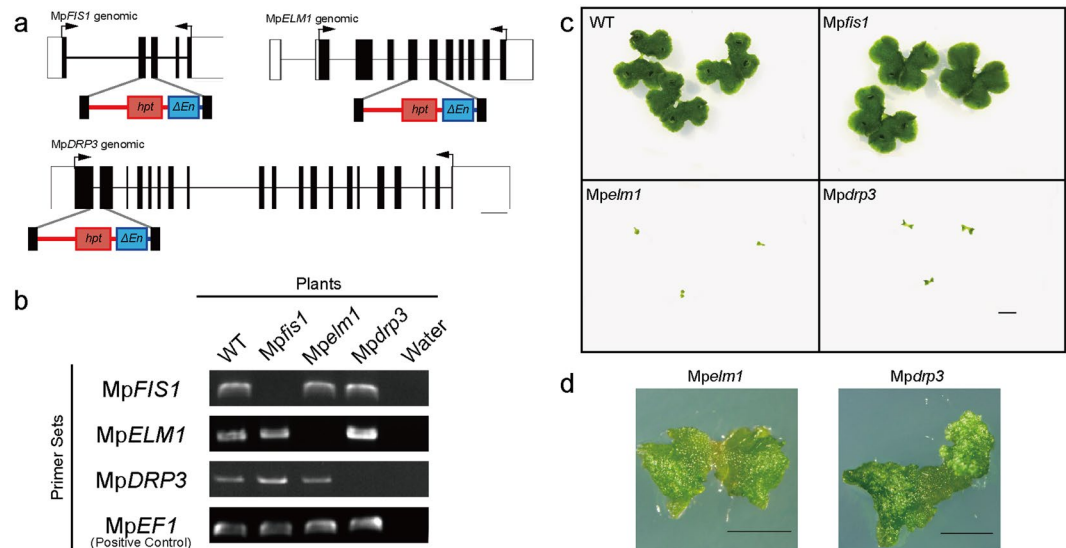 a
MpFIS1 genomic
MpELM1 genomic
hpt ΔEn
hpt ΔEn
MpDRP3 genomic
hpt ΔEn
b
Plants
WT Mpfis1 Mpelm1 Mpdrp3 Water
Primer Sets
MpFIS1
MpELM1
MpDRP3
MpEF1
(Positive Control)
c
WT
Mpfis1
Mpelm1
Mpdrp3
d
Mpelm1
Mpdrp3